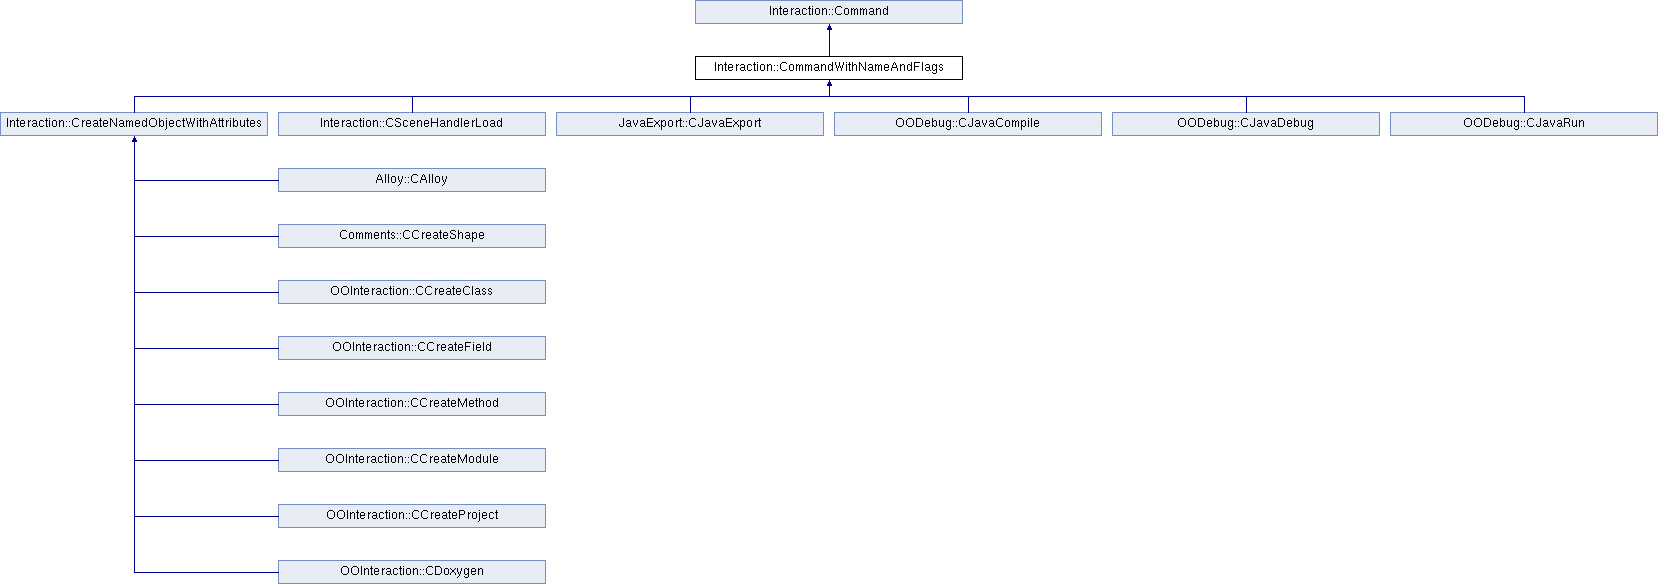 Interaction::Command
Interaction::CommandWithNameAndFlags
Interaction::CreateNamedObjectWithAttributes
Interaction::CSceneHandlerLoad
JavaExport::CJavaExport
OODebug::CJavaCompile
OODebug::CJavaDebug
OODebug::CJavaRun
Alloy::CAlloy
Comments::CCreateShape
OOInteraction::CCreateClass
OOInteraction::CCreateField
OOInteraction::CCreateMethod
OOInteraction::CCreateModule
OOInteraction::CCreateProject
OOInteraction::CDoxygen